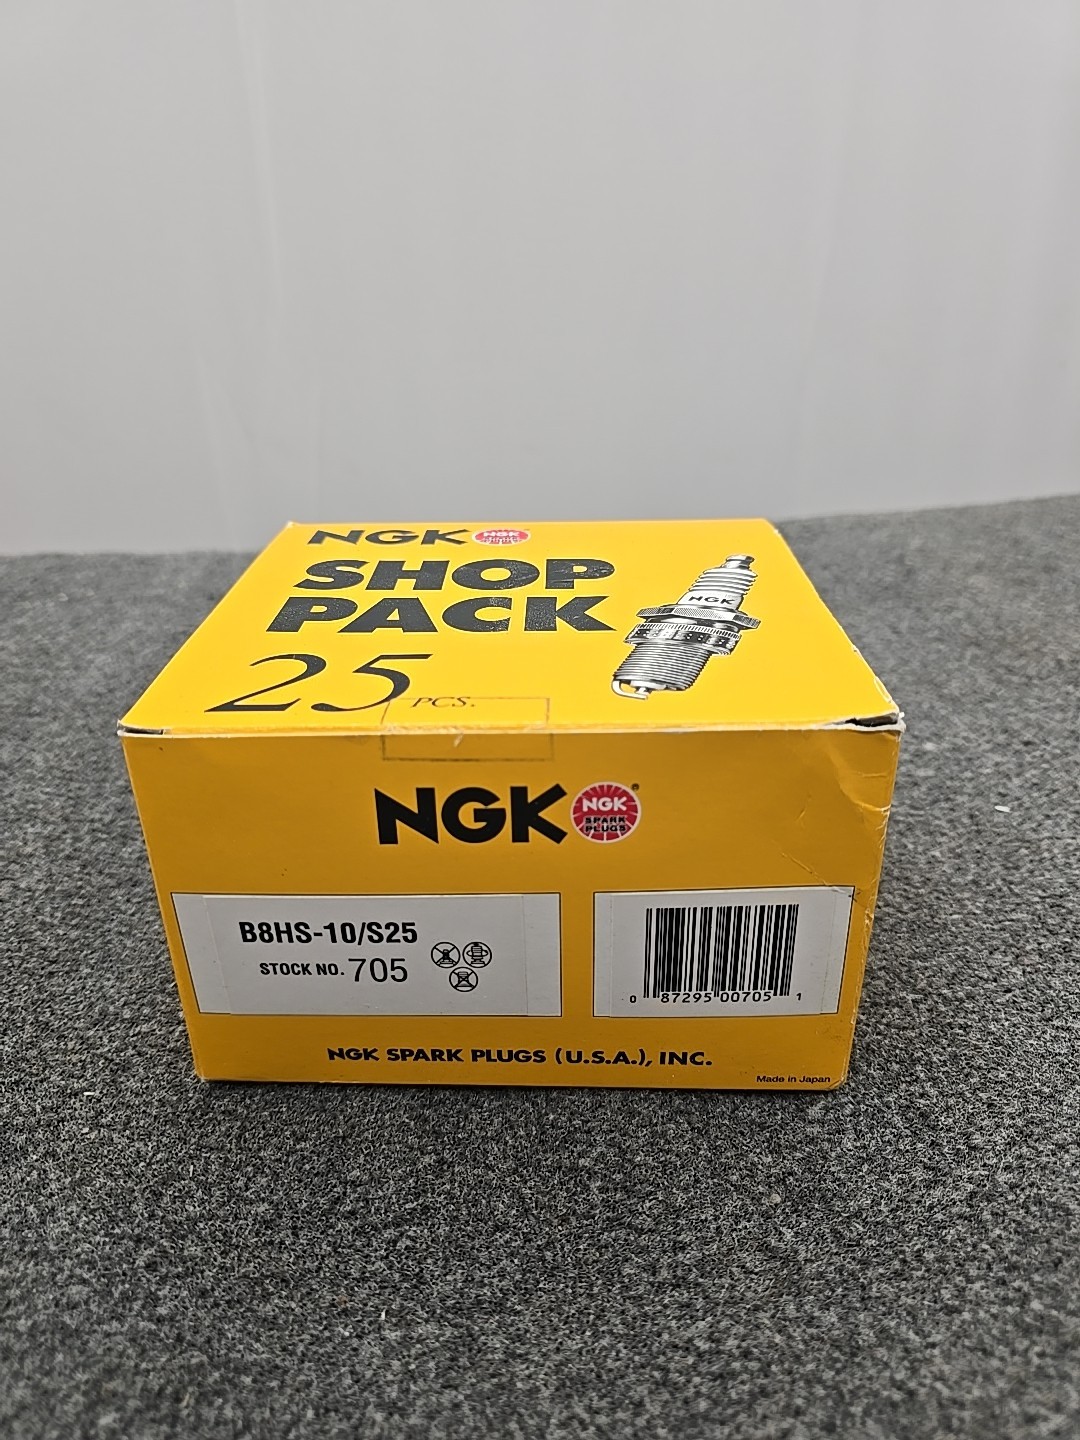 NGK NGK
SPARK
PLUGS
SHOP
PACK
25 PCS.
NGK
NGK NGK ®
SPARK
PLUGS
B8HS-10/S25
STOCK NO. 705
0 87295 00705 1
NGK SPARK PLUGS (U.S.A.), INC.
Made in Japan